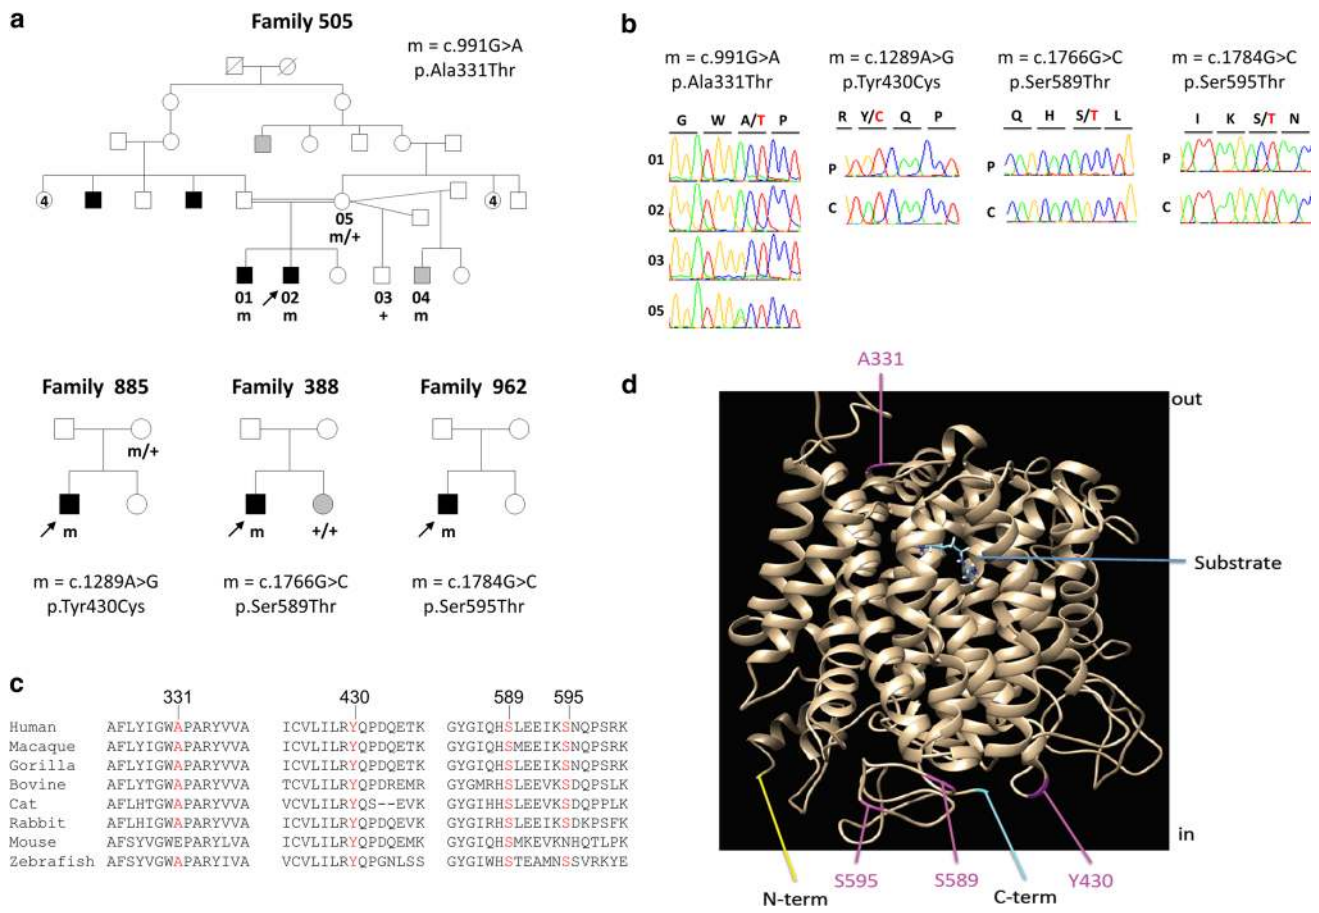 a
Family 505
m = c.991G>A
p.Ala331Thr
4
4
05
m/+
01
02
03
04
m
m
+
m
Family 885
Family 388
Family 962
m/+
m
m
+/+
m
m = c.1289A>G
p.Tyr430Cys
m = c.1766G>C
p.Ser589Thr
m = c.1784G>C
p.Ser595Thr
b
m = c.991G>A
p.Ala331Thr
m = c.1289A>G
p.Tyr430Cys
m = c.1766G>C
p.Ser589Thr
m = c.1784G>C
p.Ser595Thr
G W A/T P
R Y/C Q P
Q H S/T L
I K S/T N
01
02
03
05
P
C
P
C
P
C
c
331 430 589 595
Human AFLYIGWAPARYVVA ICVLILRYQPDQETK GYGIQHSLEEIKSNQPSRK
Macaque AFLYIGWAPARYVVA ICVLILRYQPDQETK GYGIQHSMEEIKSNQPSRK
Gorilla AFLYIGWAPARYVVA ICVLILRYQPDQETK GYGIQHSLEEIKSNQPSRK
Bovine AFLYTGWAPARYVVA TCVLILRYQPDREMR GYGMRHSLEEVKSDQPSLK
Cat AFLHTGWAPARYVVA VCVLILRYQS--EVK GYGIHHSLEEVKSDQPPLK
Rabbit AFLHIGWAPARYVVA ICVLILRYQPDQEVK GYGIRHSLEEIKSDKPSFK
Mouse AFSYVGWEPARYLVA ICVLILRYQPDQEMK GYGIRHSMKEVKNHQTLPK
Zebrafish AFSYVGWAPARYIVA VCVLILRYQPGNLSS GYGIWHSTEAMNSSVRKYE
d
A331
out
Substrate
in
N-term
S595
S589
C-term
Y430